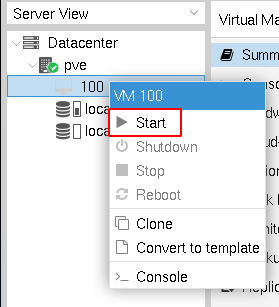 Server View
Virtual Ma
Datacenter
pve
100
Summ
VM 100
Start
Shutdown
Stop
Reboot
Clone
Convert to template
Console
loca
loca
Replic